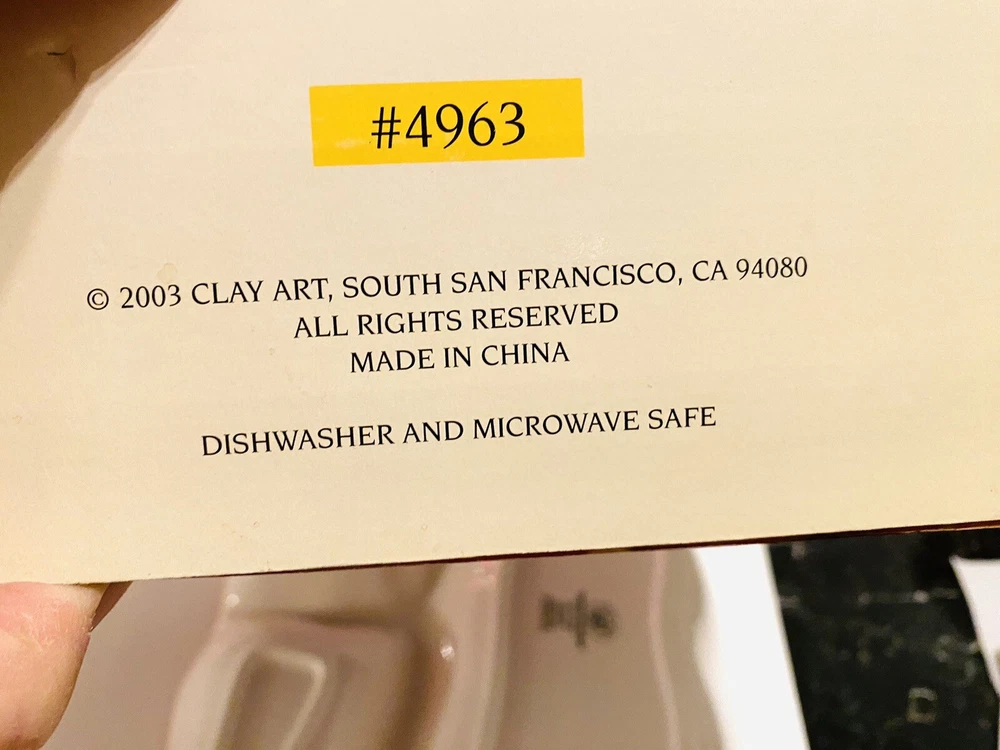 #4963
© 2003 CLAY ART, SOUTH SAN FRANCISCO, CA 94080
ALL RIGHTS RESERVED
MADE IN CHINA
DISHWASHER AND MICROWAVE SAFE